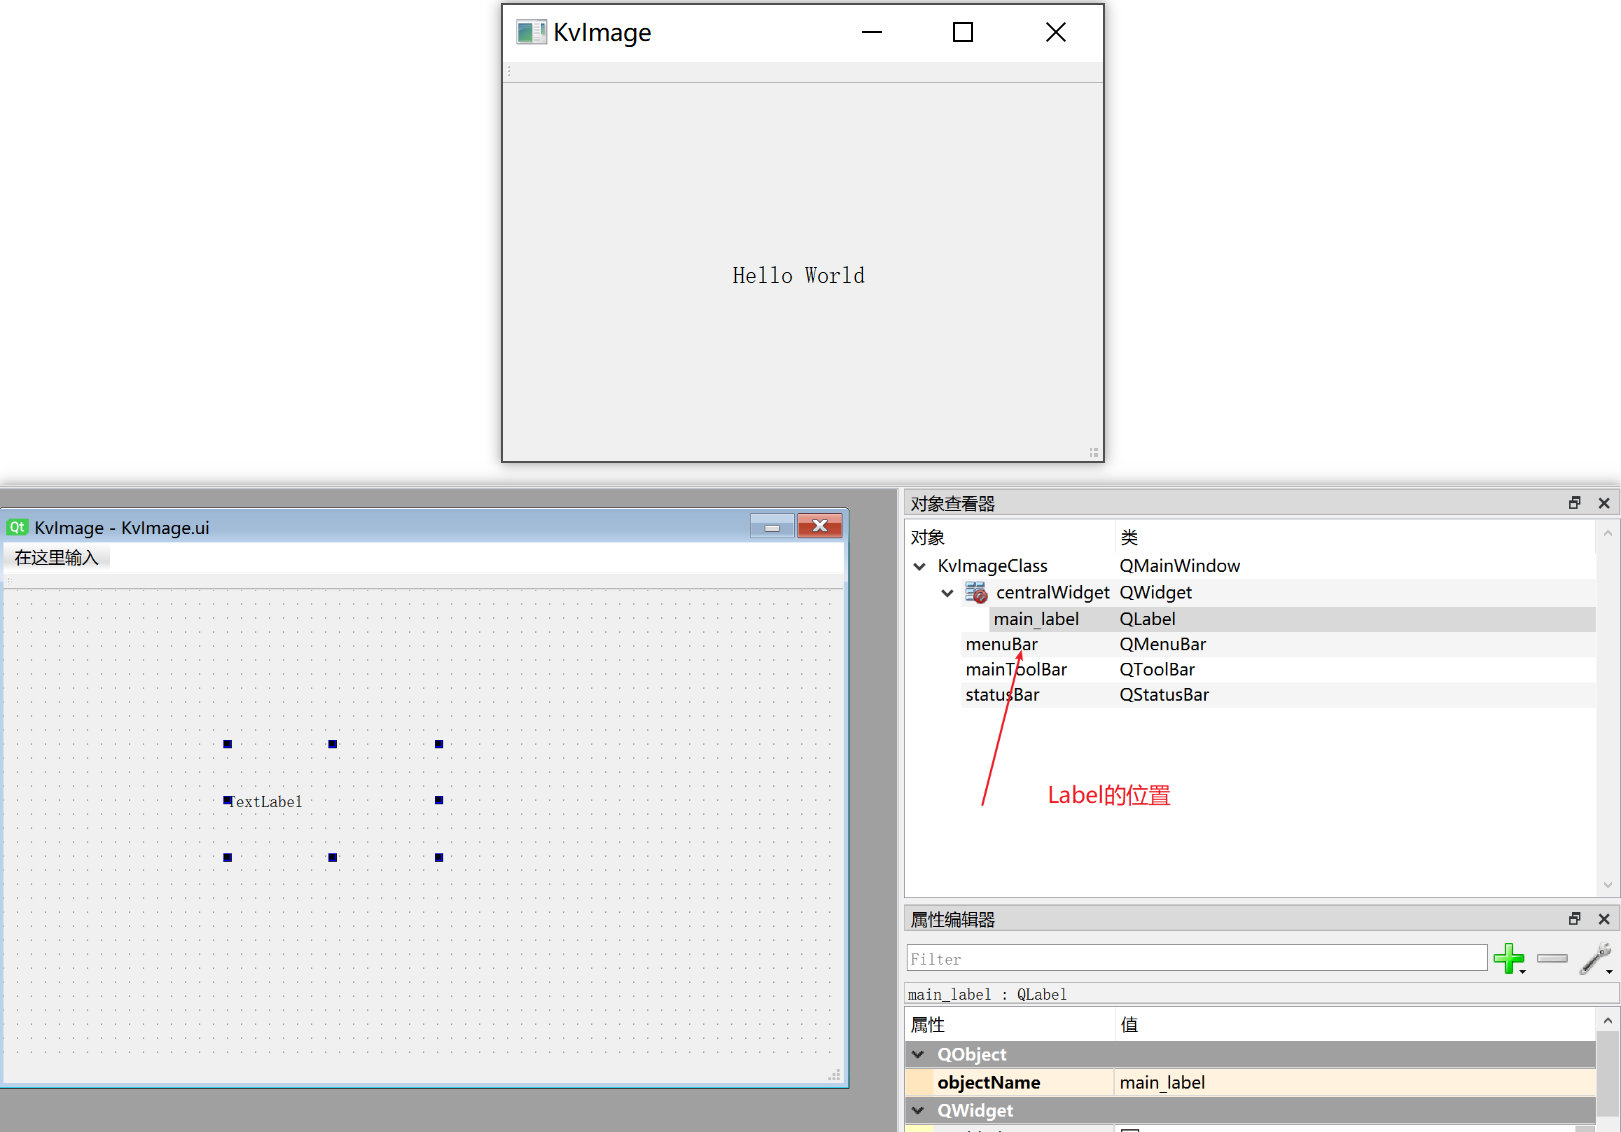 KvImage
Hello World
KvImage - KvImage.ui
在这里输入
TextLabel
对象查看器
对象 类
KvImageClass QMainWindow
centralWidget QWidget
main_label QLabel
menuBar QMenuBar
mainToolBar QToolBar
statusBar QStatusBar
Label的位置
属性编辑器
Filter
main_label : QLabel
属性 值
QObject
objectName main_label
QWidget